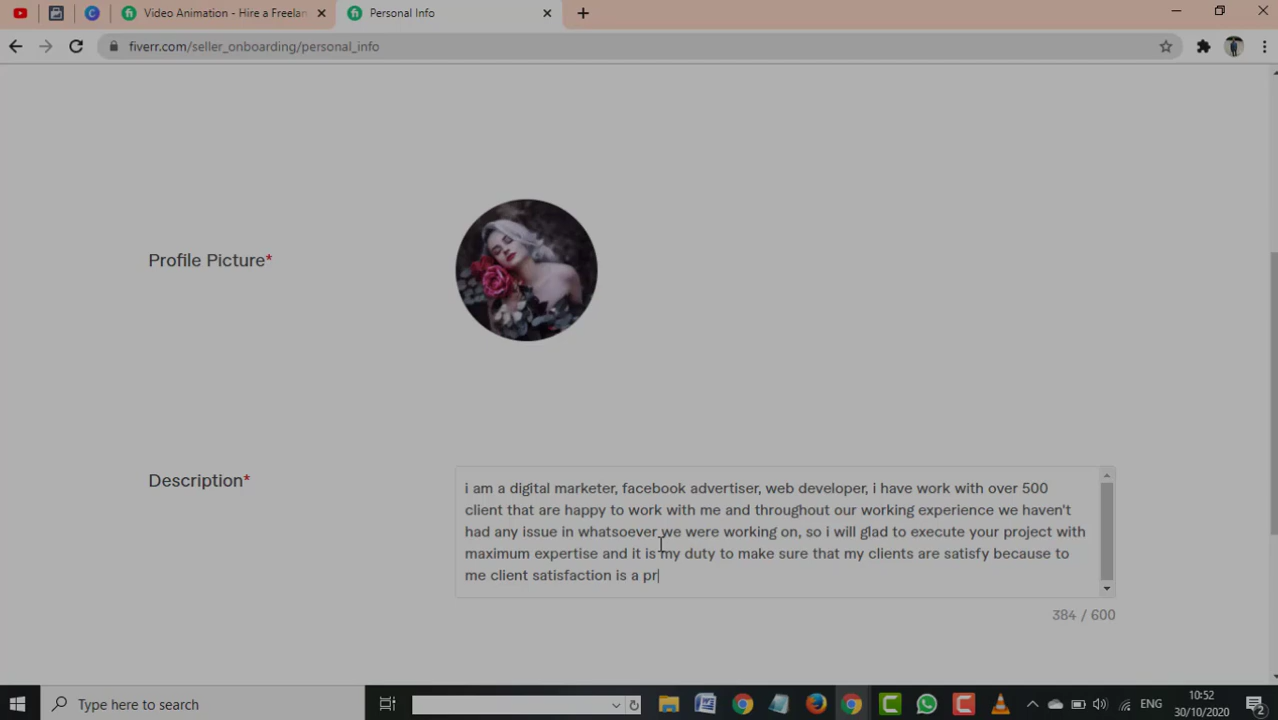 Video Animation - Hire a Freelan
Personal Info
fiverr.com/seller_onboarding/personal_info
Profile Picture*
Description*
i am a digital marketer, facebook advertiser, web developer, i have work with over 500
client that are happy to work with me and throughout our working experience we haven't
had any issue in whatsoever we were working on, so i will glad to execute your project with
maximum expertise and it is my duty to make sure that my clients are satisfy because to
me client satisfaction is a pr
384 / 600
Type here to search
ENG
10:52
30/10/2020
2